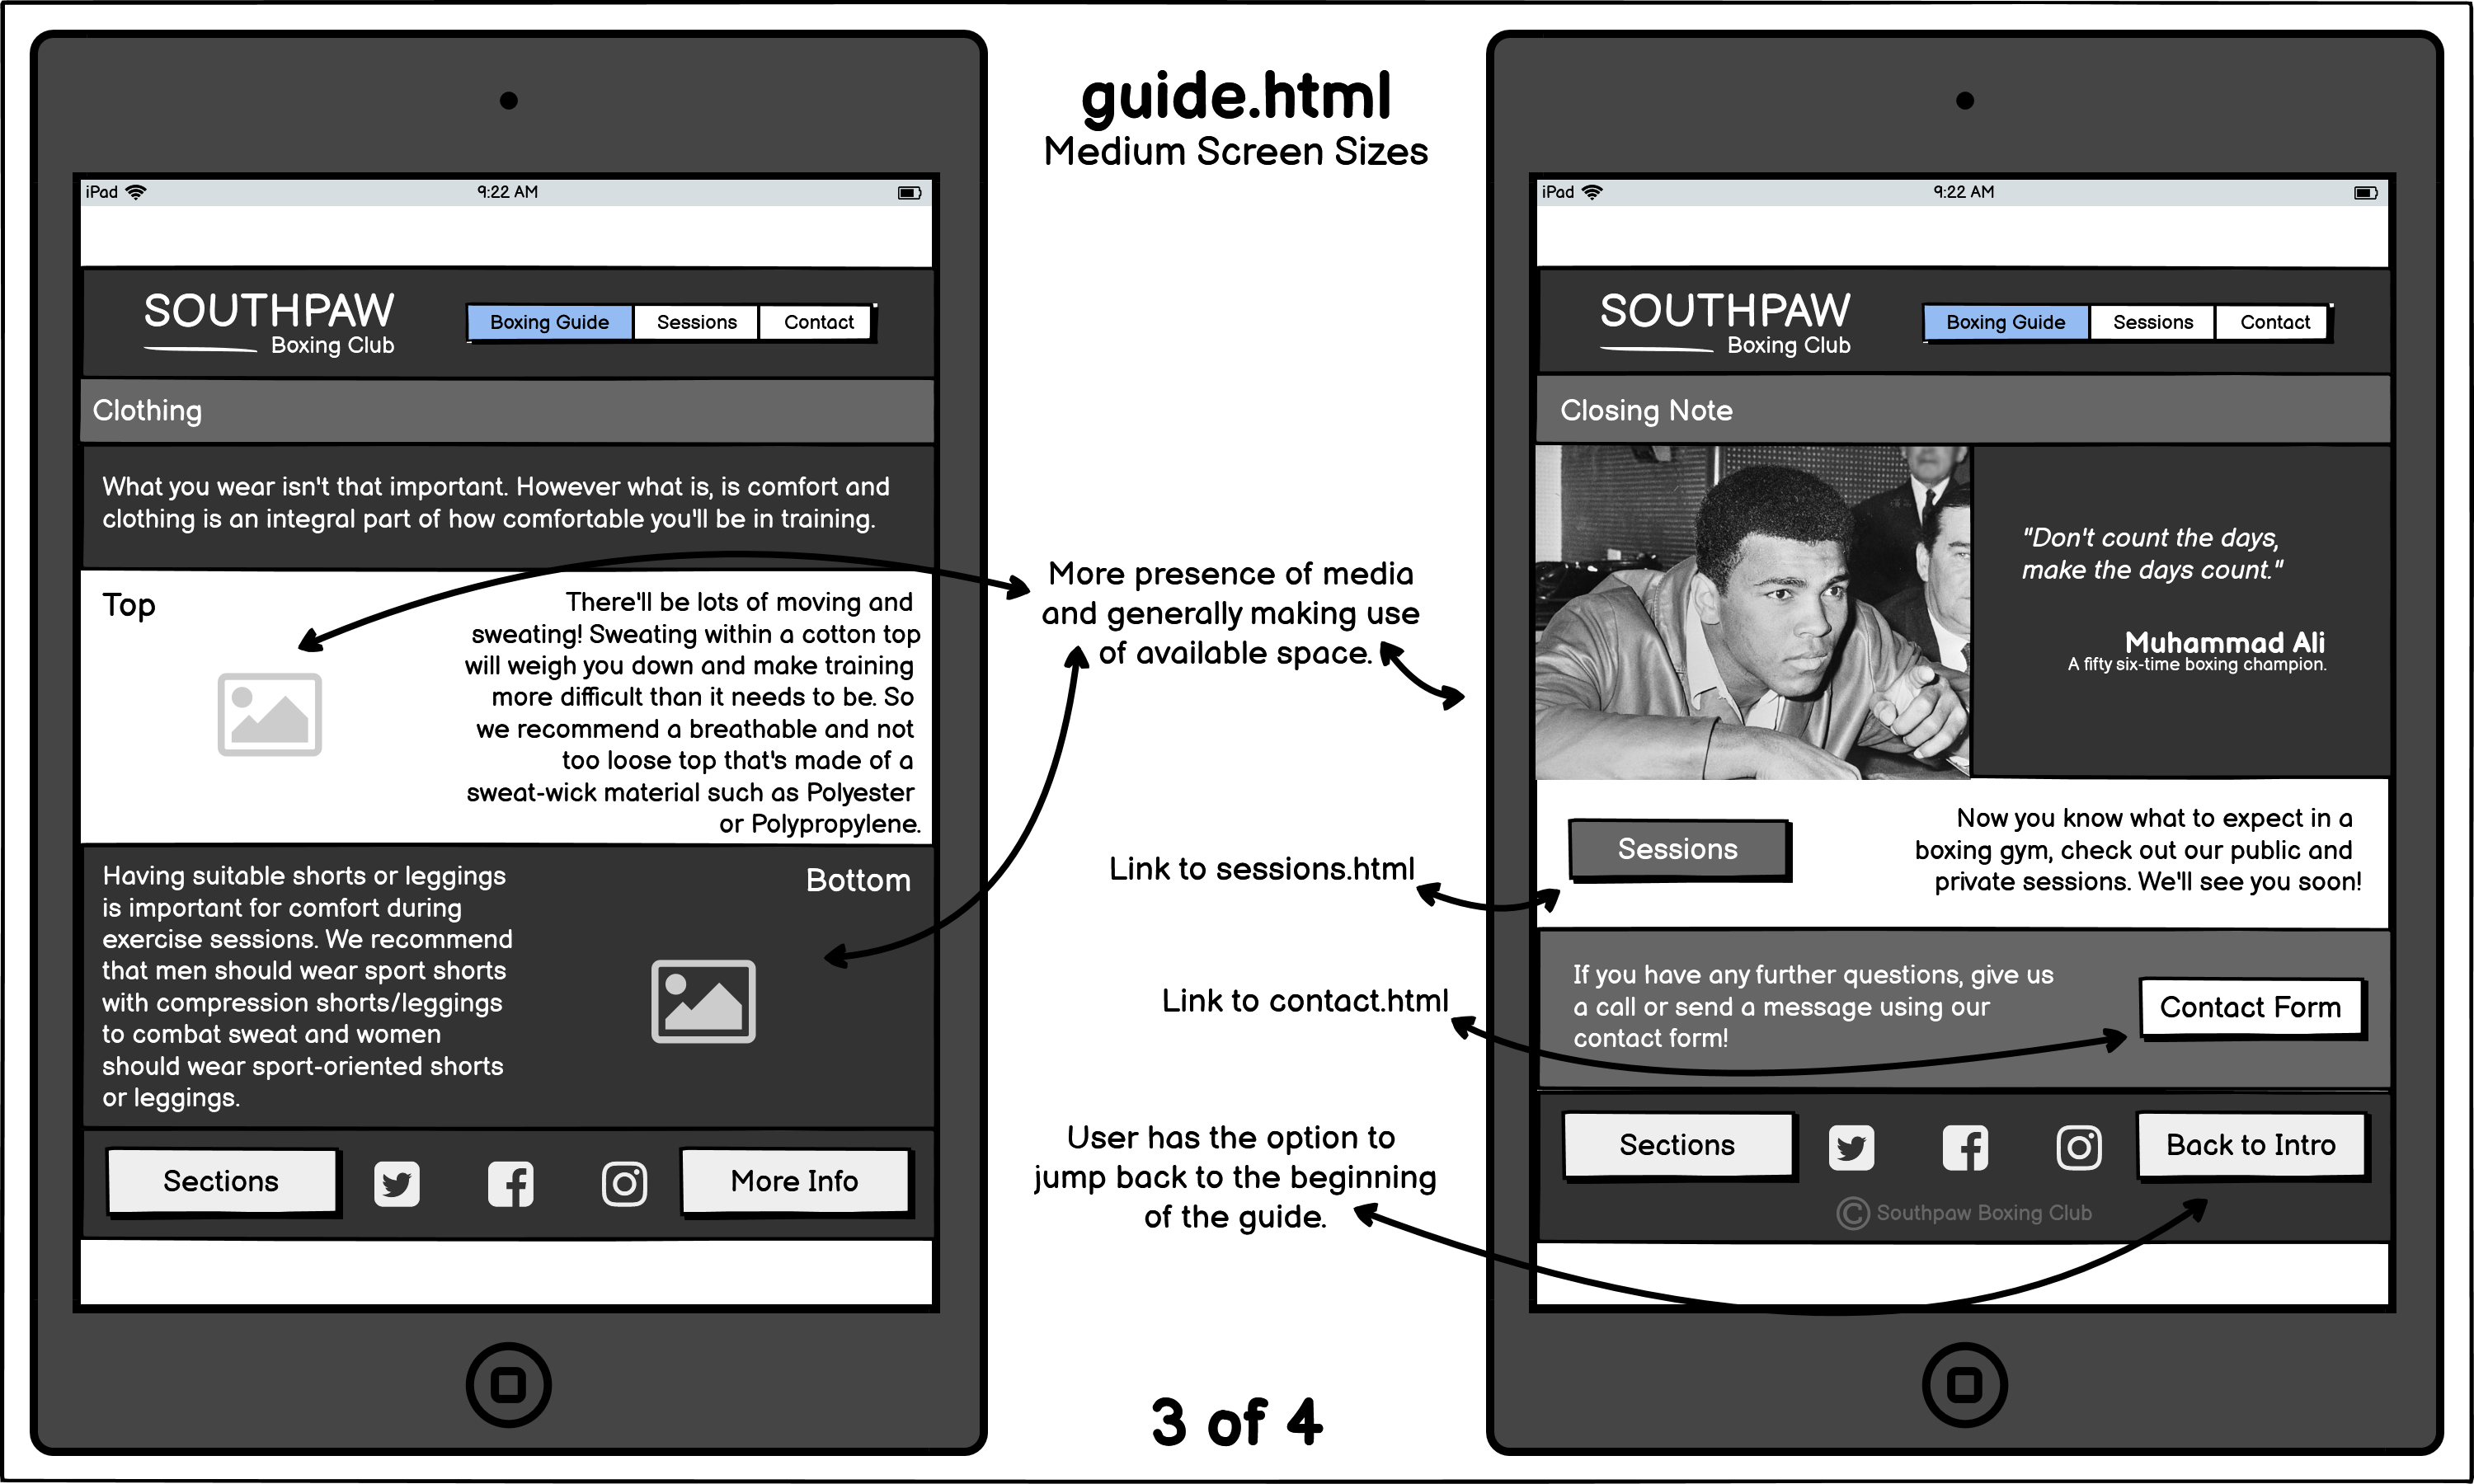 guide.html
Medium Screen Sizes
iPad
9:22 AM
SOUTHPAW
Boxing Club
Boxing Guide
Sessions
Contact
Clothing
What you wear isn't that important. However what is, is comfort and
clothing is an integral part of how comfortable you'll be in training.
Top
There'll be lots of moving and
sweating! Sweating within a cotton top
will weigh you down and make training
more difficult than it needs to be. So
we recommend a breathable and not
too loose top that's made of a
sweat-wick material such as Polyester
or Polypropylene.
Having suitable shorts or leggings
is important for comfort during
exercise sessions. We recommend
that men should wear sport shorts
with compression shorts/leggings
to combat sweat and women
should wear sport-oriented shorts
or leggings.
Bottom
Sections
More Info
More presence of media
and generally making use
of available space.
Link to sessions.html
Link to contact.html
User has the option to
jump back to the beginning
of the guide.
3 of 4
iPad
9:22 AM
SOUTHPAW
Boxing Club
Boxing Guide
Sessions
Contact
Closing Note
"Don't count the days,
make the days count."
Muhammad Ali
A fifty six-time boxing champion.
Sessions
Now you know what to expect in a
boxing gym, check out our public and
private sessions. We'll see you soon!
If you have any further questions, give us
a call or send a message using our
contact form!
Contact Form
Sections
Back to Intro
© Southpaw Boxing Club